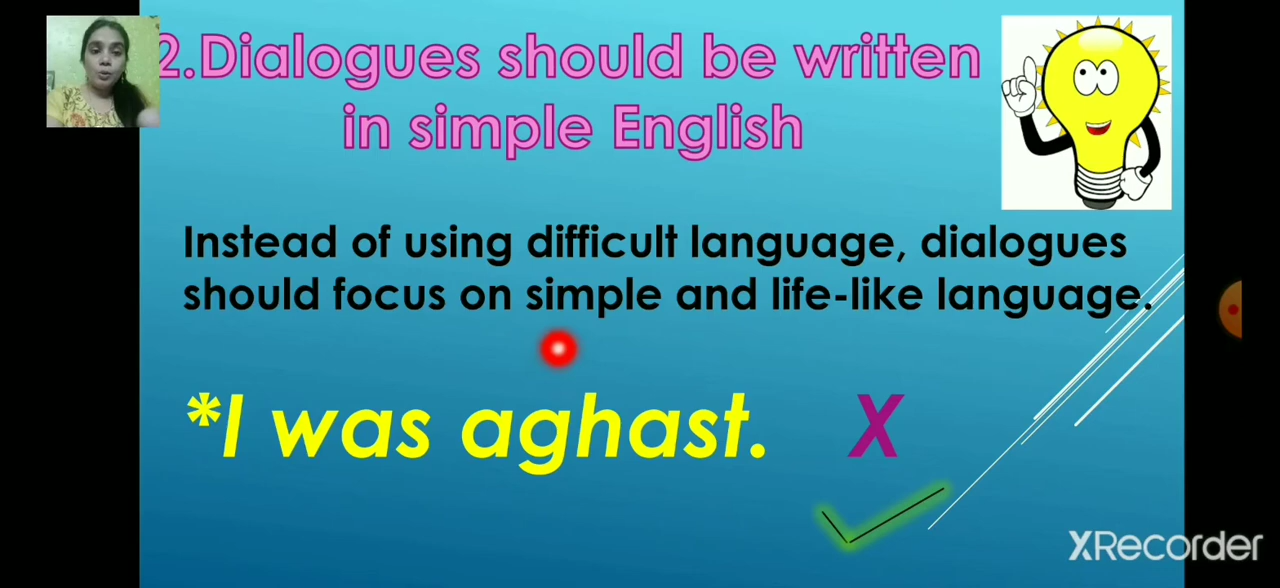 2.Dialogues should be written
in simple English
Instead of using difficult language, dialogues
should focus on simple and life-like language.
*I was aghast. X
XRecorder